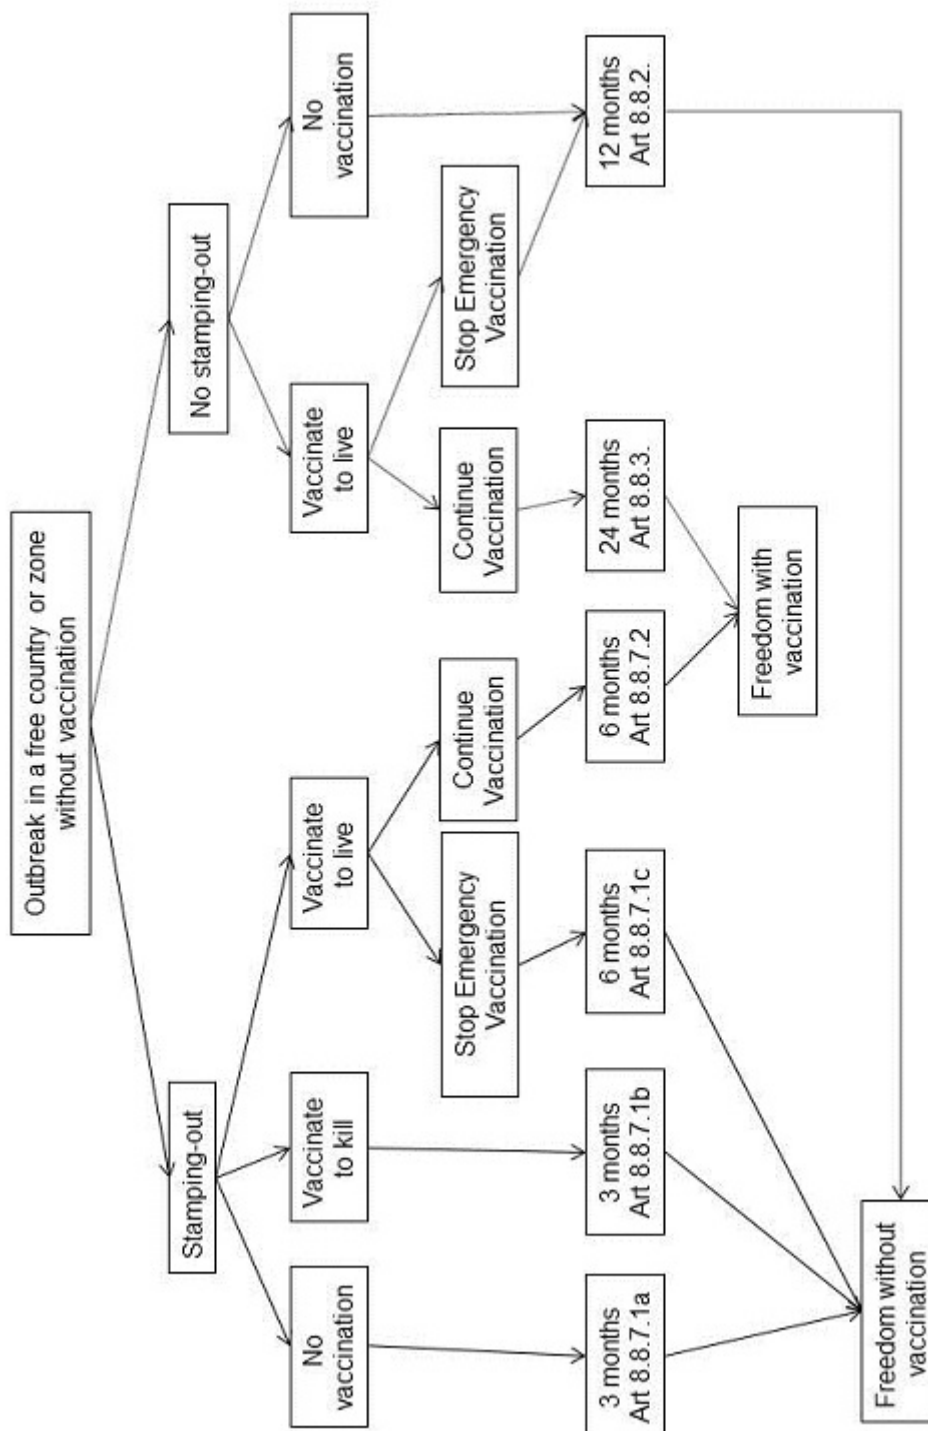 Outbreak in a free country or zone
without vaccination
Stamping-out
No stamping-out
No
vaccination
Vaccinate
to kill
Vaccinate
to live
Vaccinate
to live
No
vaccination
Stop Emergency
Vaccination
Continue
Vaccination
Continue
Vaccination
Stop Emergency
Vaccination
3 months
Art 8.8.7.1a
3 months
Art 8.8.7.1b
6 months
Art 8.8.7.1c
6 months
Art 8.8.7.2
24 months
Art 8.8.3.
12 months
Art 8.8.2.
Freedom with
vaccination
Freedom without
vaccination